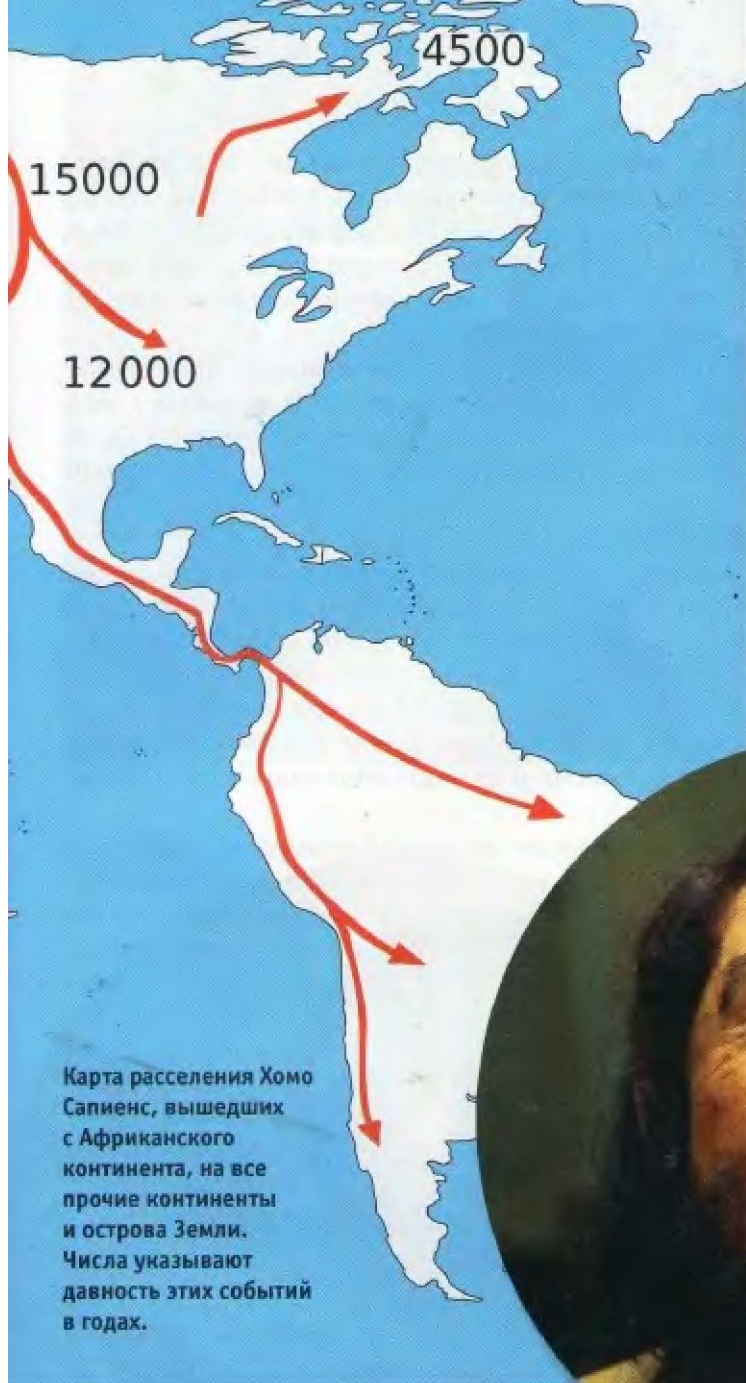 4500
15000
12000
Карта расселения Хомо
Сапиенс, вышедших
с Африканского
континента, на все
прочие континенты
и острова Земли.
Числа указывают
давность этих событий
в годах.